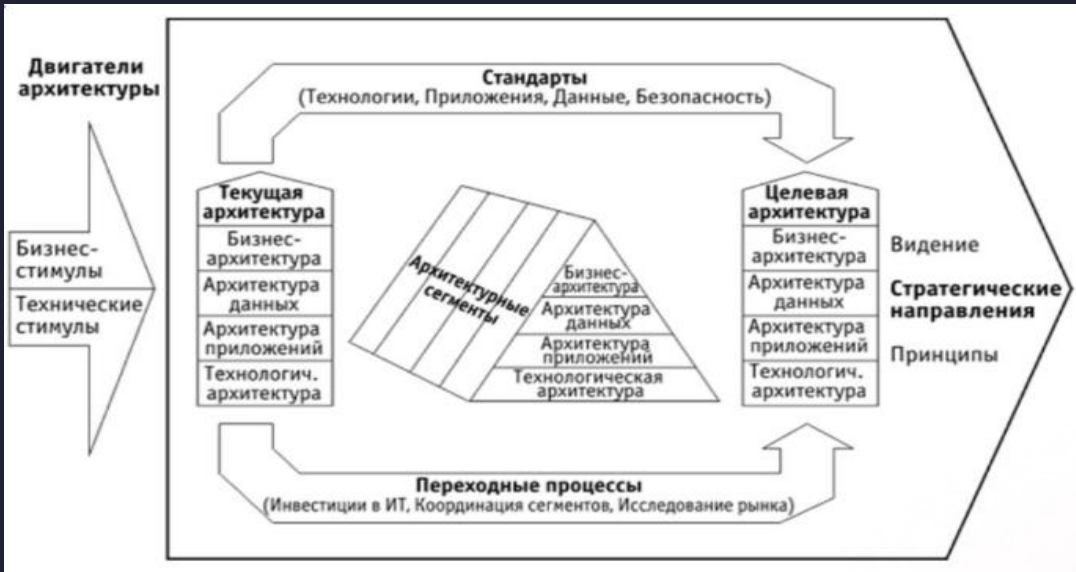 Двигатели
архитектуры
Бизнес-
стимулы
Технические
стимулы
Стандарты
(Технологии, Приложения, Данные, Безопасность)
Текущая
архитектура
Бизнес-
архитектура
Архитектура
данных
Архитектура
приложений
Технологич.
архитектура
Архитектурные
сегменты
Бизнес-
архитектура
Архитектура
данных
Архитектура
приложений
Технологическая
архитектура
Целевая
архитектура
Бизнес-
архитектура
Архитектура
данных
Архитектура
приложений
Технологич.
архитектура
Видение
Стратегические
направления
Принципы
Переходные процессы
(Инвестиции в ИТ, Координация сегментов, Исследование рынка)